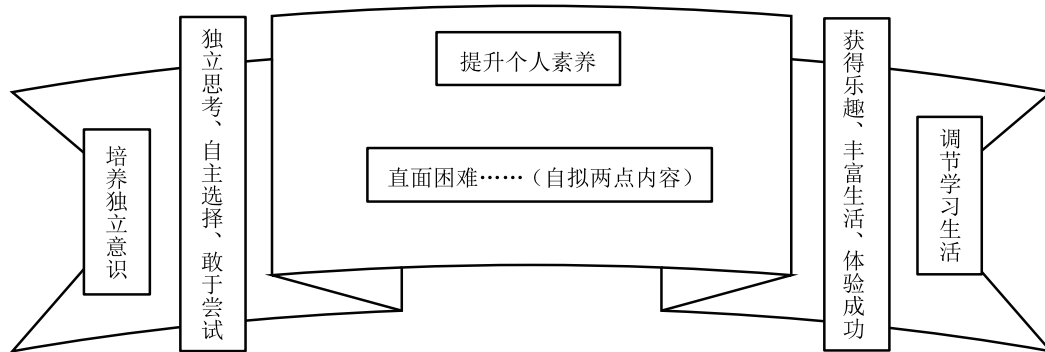 培养独立意识
独立思考、自主选择、敢于尝试
提升个人素养
直面困难……（自拟两点内容）
获得乐趣、丰富生活、体验成功
调节学习生活